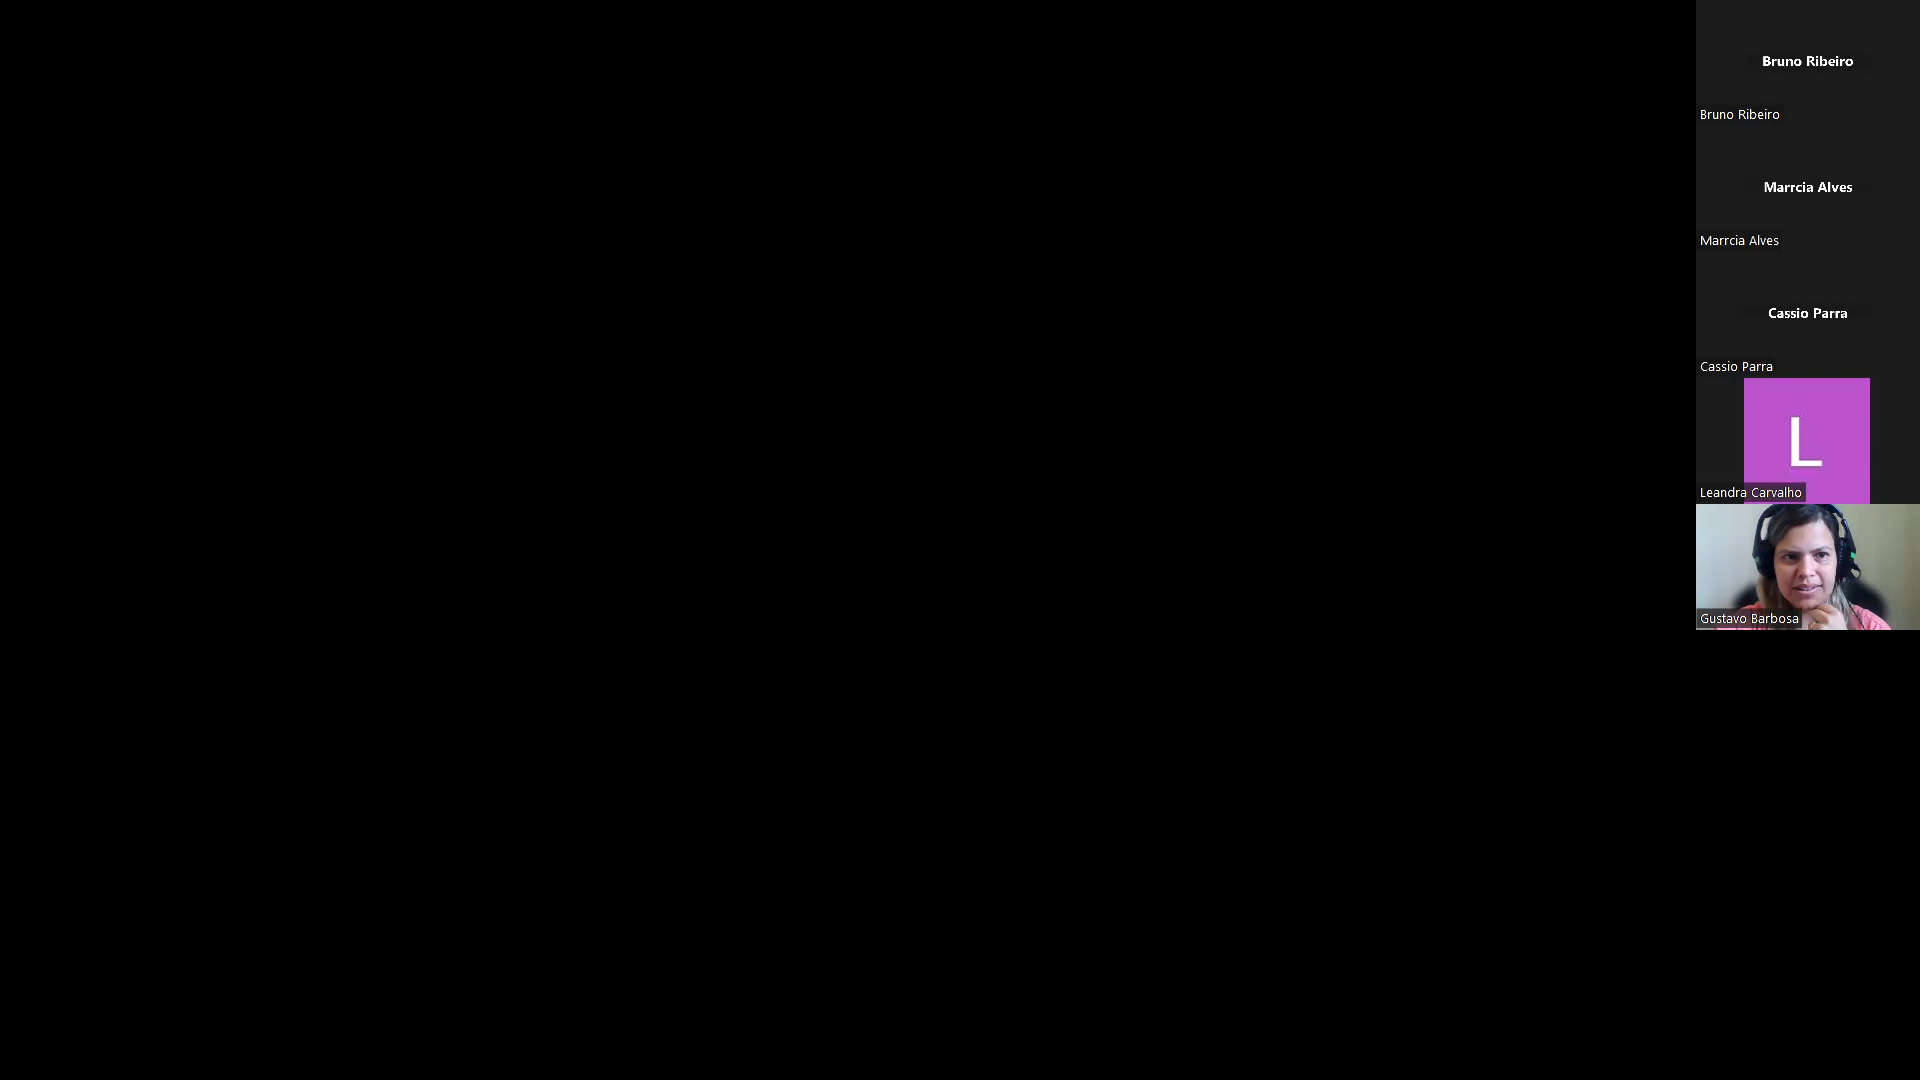 Bruno Ribeiro
Bruno Ribeiro
Marrcia Alves
Marrcia Alves
Cassio Parra
Cassio Parra
L
Leandra Carvalho
Gustavo Barbosa